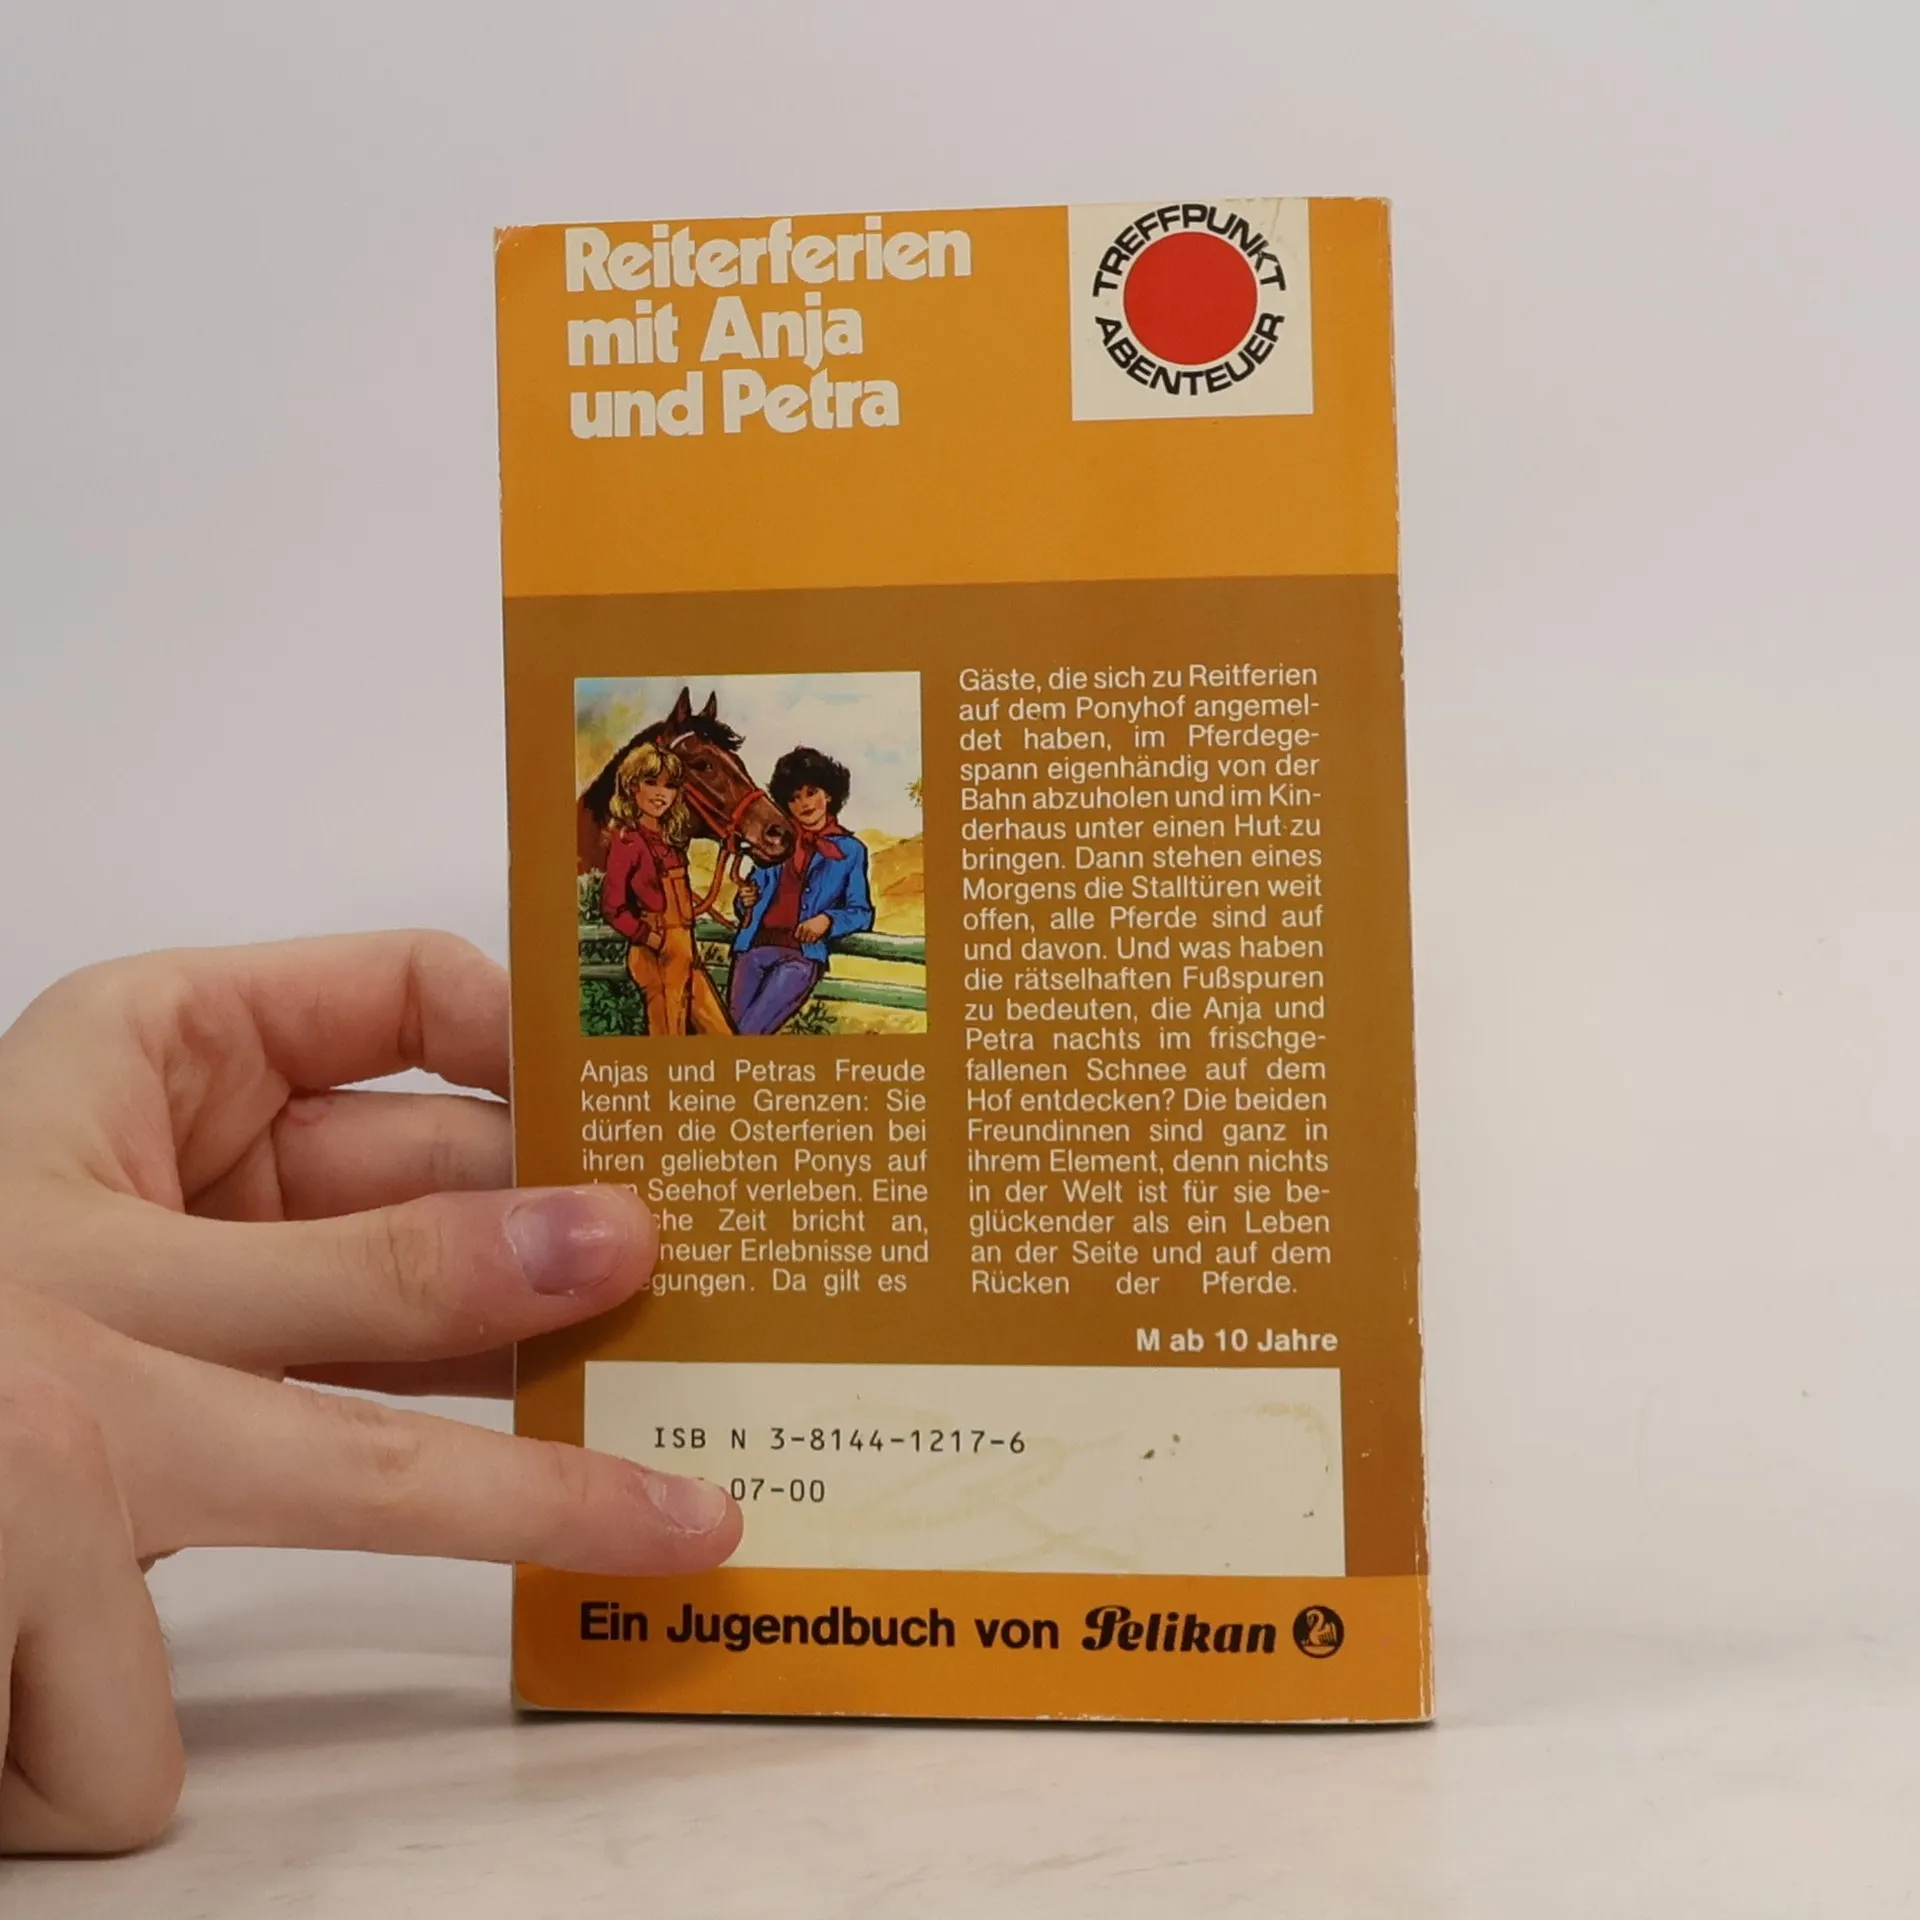 Reiterferien
mit Anja
und Petra
TREFFPUNKT
ABENTEUER
Anjas und Petras Freude
kennt keine Grenzen: Sie
dürfen die Osterferien bei
ihren geliebten Ponys auf
Seehof verleben. Eine
Zeit bricht an,
neuer Erlebnisse und
Da gilt es
Gäste, die sich zu Reitferien
auf dem Ponyhof angemel-
det haben, im Pferdege-
spann eigenhändig von der
Bahn abzuholen und im Kin-
derhaus unter einen Hut zu
bringen. Dann stehen eines
Morgens die Stalltüren weit
offen, alle Pferde sind auf
und davon. Und was haben
die rätselhaften Fußspuren
zu bedeuten, die Anja und
Petra nachts im frischge-
fallenen Schnee auf dem
Hof entdecken? Die beiden
Freundinnen sind ganz in
ihrem Element, denn nichts
in der Welt ist für sie be-
glückender als ein Leben
an der Seite und auf dem
Rücken der Pferde.
M ab 10 Jahre
ISB N 3-8144-1217-6
07-00
Ein Jugendbuch von Pelikan